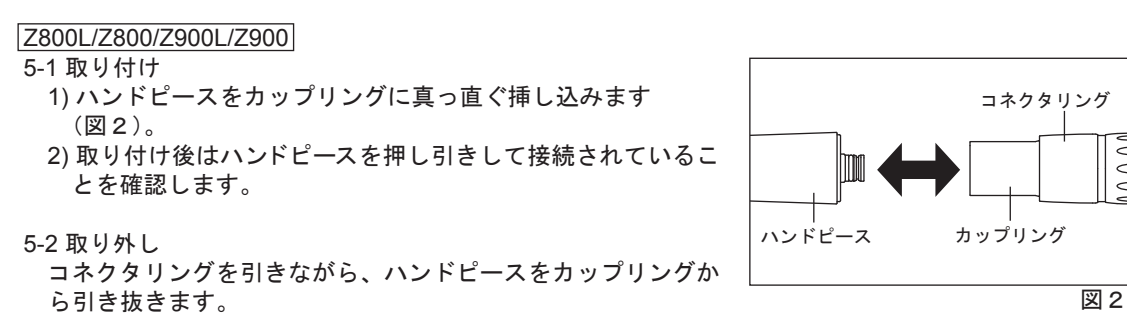 Z800L/Z800/Z900L/Z900
5-1 取り付け
1) ハンドピースをカップリングに真っ直ぐ挿し込みます
（図２）。
2) 取り付け後はハンドピースを押し引きして接続されているこ
とを確認します。
5-2 取り外し
コネクタリングを引きながら、ハンドピースをカップリングか
ら引き抜きます。
コネクタリング
ハンドピース
カップリング
図２